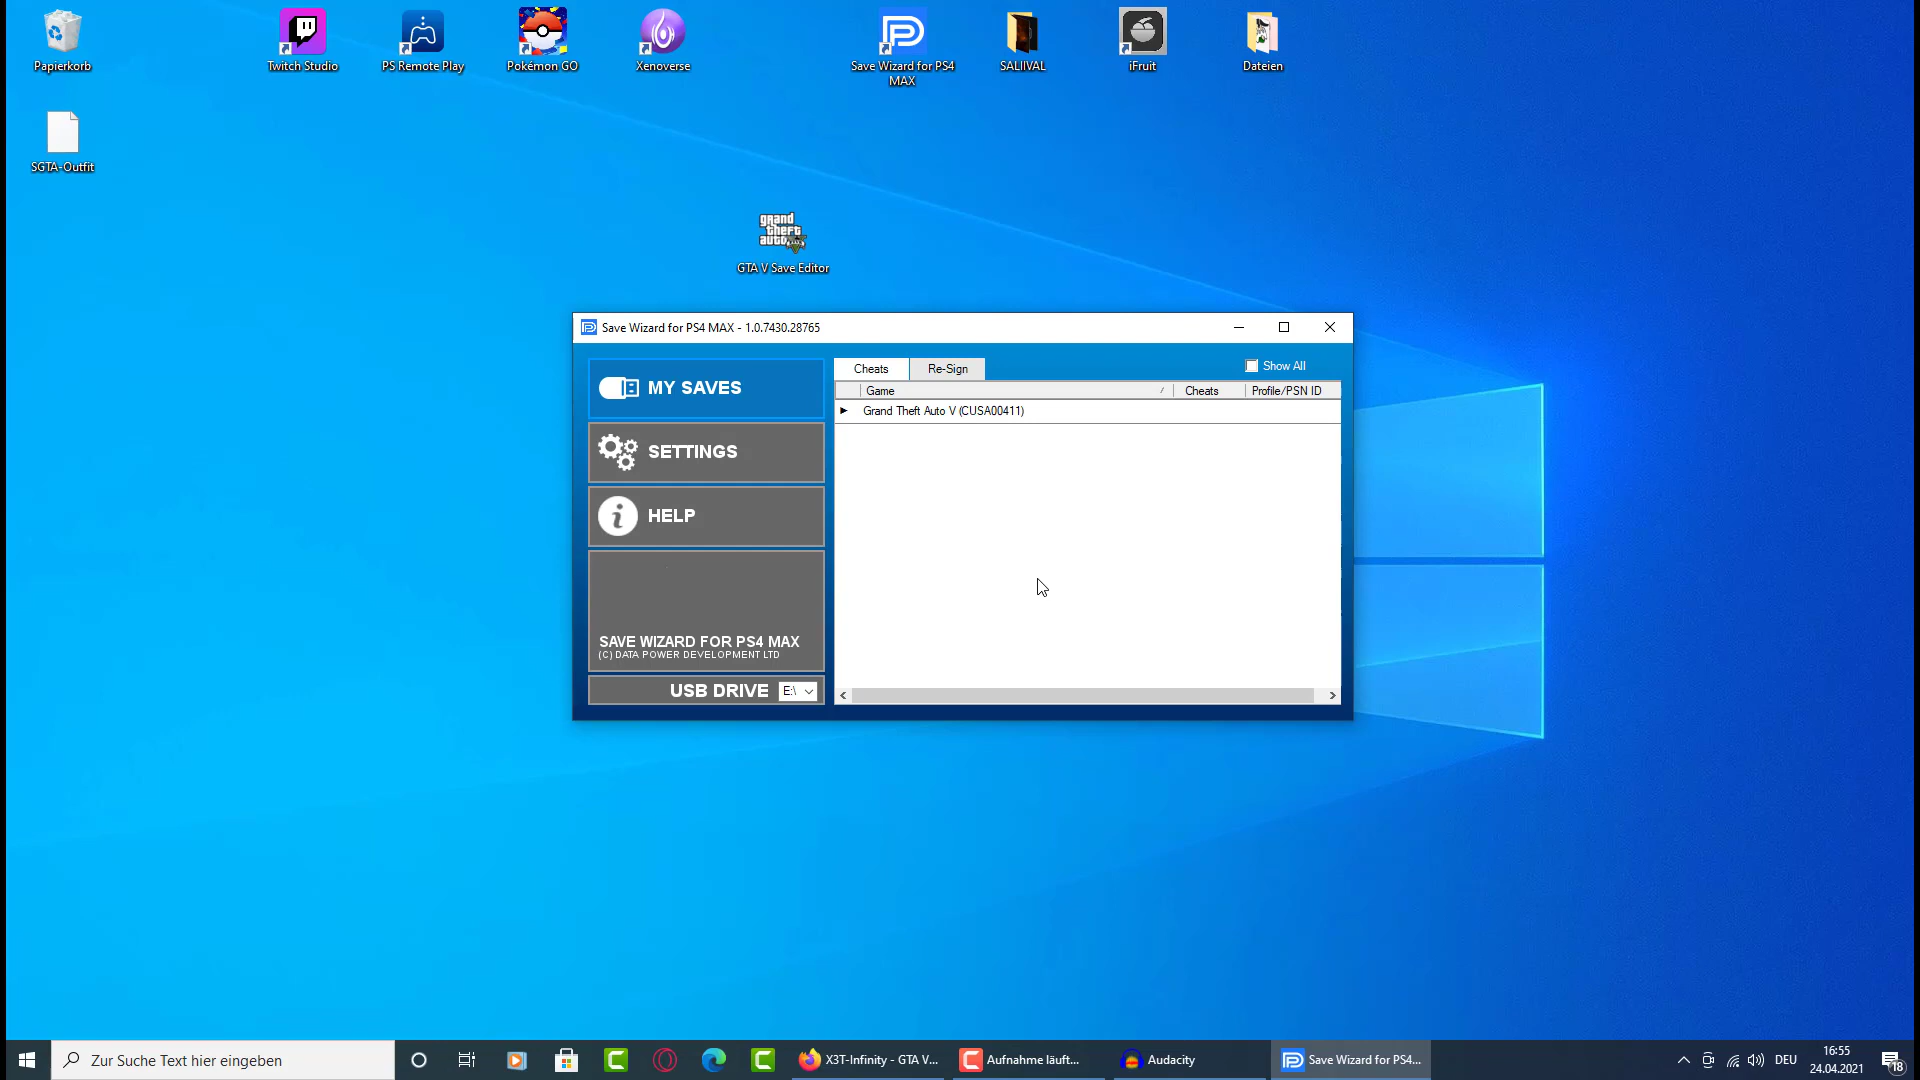 Papierkorb
Twitch Studio
PS Remote Play
Pokémon GO
Xenoverse
Save Wizard for PS4
MAX
SALIIVAL
iFruit
Dateien
SGTA-Outfit
grand
theft
auto
GTA V Save Editor
Save Wizard for PS4 MAX - 1.0.7430.28765
MY SAVES
SETTINGS
HELP
SAVE WIZARD FOR PS4 MAX
(C) DATA POWER DEVELOPMENT LTD
USB DRIVE E:\
Cheats Re-Sign Show All
Game Cheats Profile/PSN ID
Grand Theft Auto V (CUSA00411)
Zur Suche Text hier eingeben
X3T-Infinity - GTA V...
Aufnahme läuft...
Audacity
Save Wizard for PS4...
DEU
16:55
24.04.2021
18